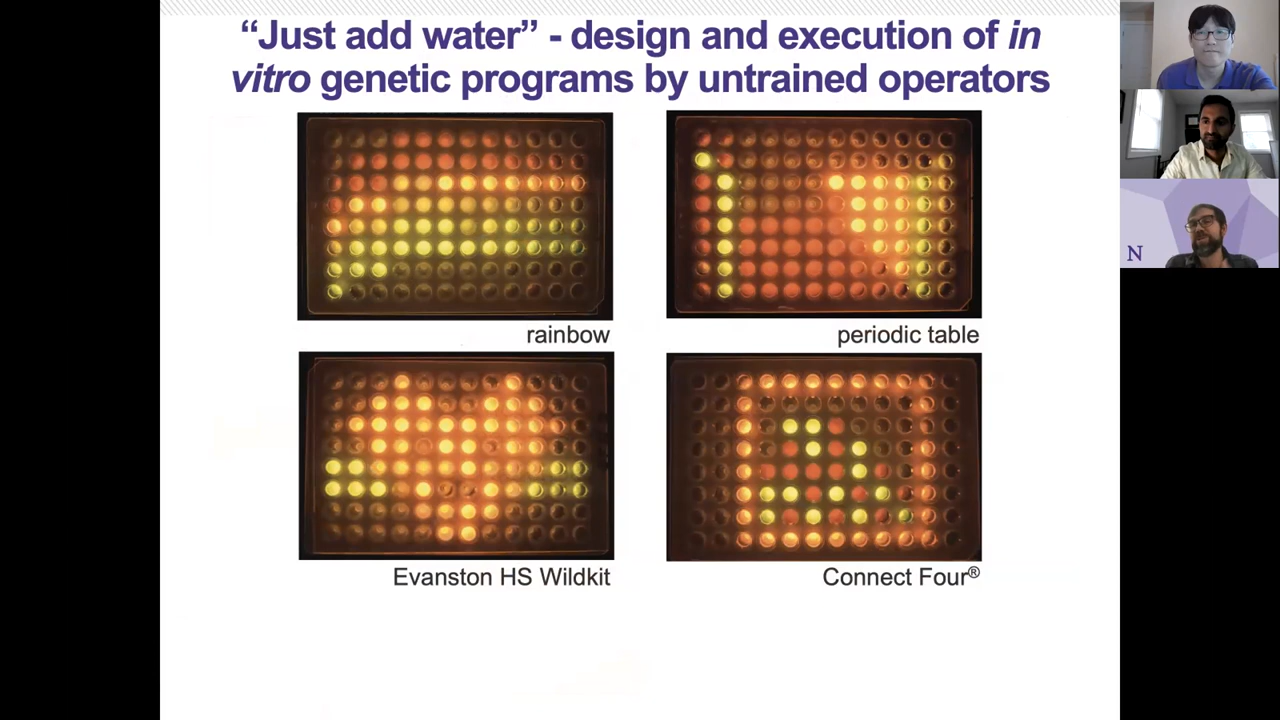 “Just add water” - design and execution of in
vitro genetic programs by untrained operators
rainbow
periodic table
Evanston HS Wildkit
Connect Four®
N